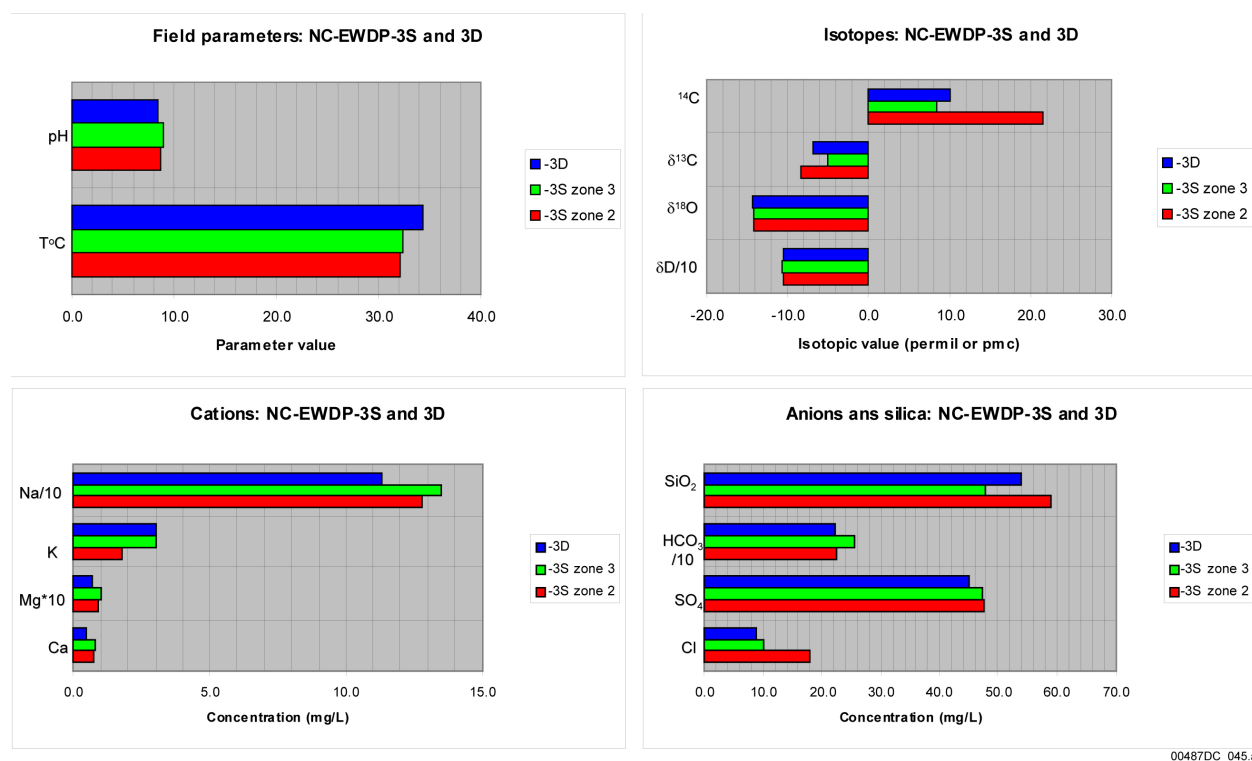 Field parameters: NC-EWDP-3S and 3D
pH
T°C
0.0 10.0 20.0 30.0 40.0
Parameter value
-3D
-3S zone 3
-3S zone 2
Isotopes: NC-EWDP-3S and 3D
¹⁴C
δ¹³C
δ¹⁸O
δD/10
-20.0 -10.0 0.0 10.0 20.0 30.0
Isotopic value (permil or pmc)
-3D
-3S zone 3
-3S zone 2
Cations: NC-EWDP-3S and 3D
Na/10
K
Mg*10
Ca
0.0 5.0 10.0 15.0
Concentration (mg/L)
-3D
-3S zone 3
-3S zone 2
Anions ans silica: NC-EWDP-3S and 3D
SiO₂
HCO₃
/10
SO₄
Cl
0.0 10.0 20.0 30.0 40.0 50.0 60.0 70.0
Concentration (mg/L)
-3D
-3S zone 3
-3S zone 2
00487DC_045.